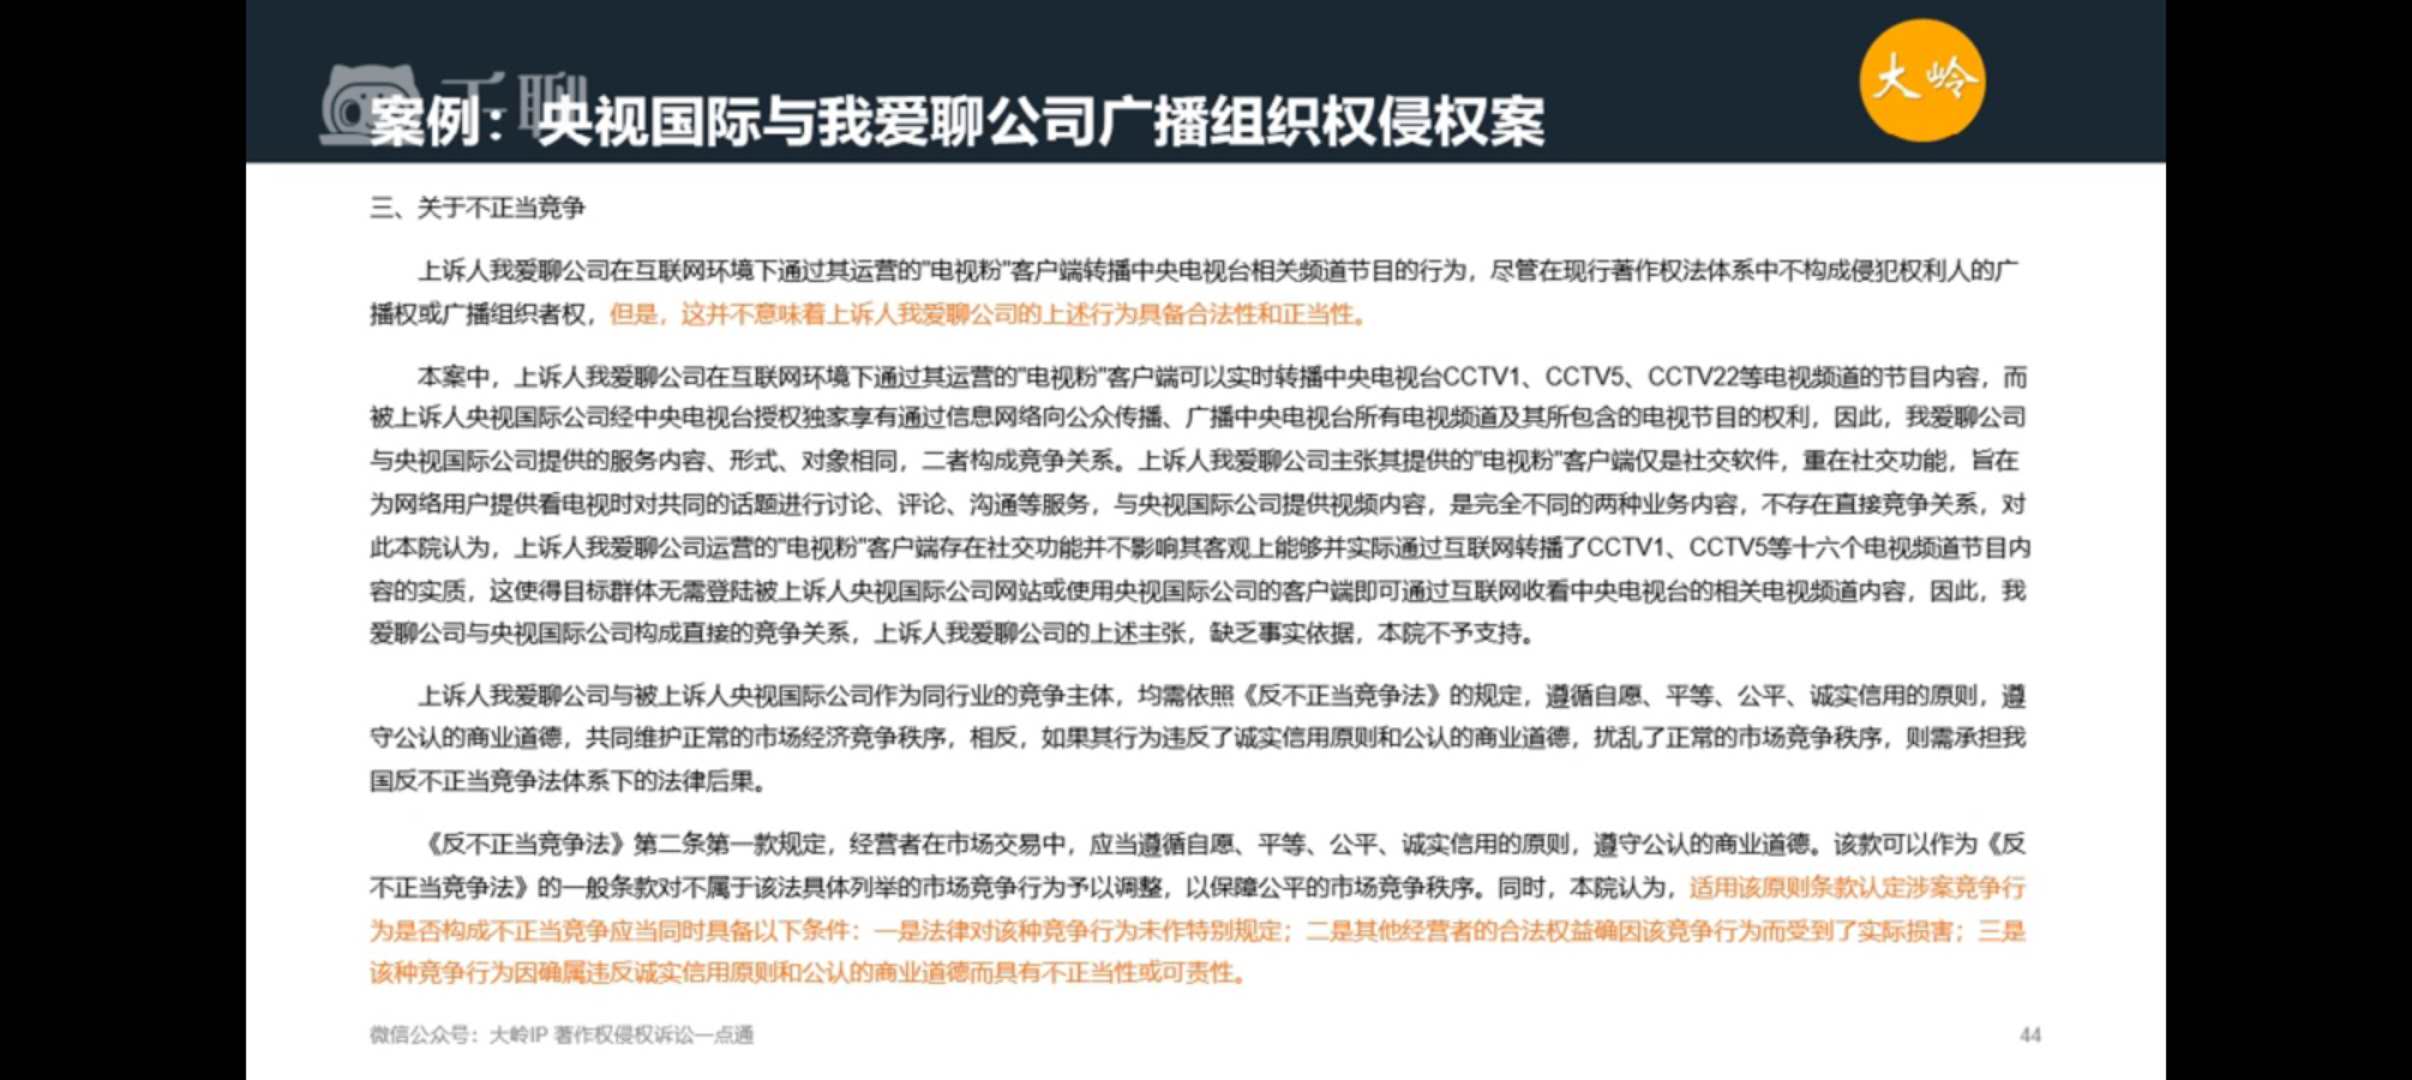 千聊
大岭
案例：央视国际与我爱聊公司广播组织权侵权案
三、关于不正当竞争
上诉人我爱聊公司在互联网环境下通过其运营的"电视粉"客户端转播中央电视台相关频道节目的行为，尽管在现行著作权法体系中不构成侵犯权利人的广
播权或广播组织者权，但是，这并不意味着上诉人我爱聊公司的上述行为具备合法性和正当性。
本案中，上诉人我爱聊公司在互联网环境下通过其运营的"电视粉"客户端可以实时转播中央电视台CCTV1、CCTV5、CCTV22等电视频道的节目内容，而
被上诉人央视国际公司经中央电视台授权独家享有通过信息网络向公众传播、广播中央电视台所有电视频道及其所包含的电视节目的权利，因此，我爱聊公司
与央视国际公司提供的服务内容、形式、对象相同，二者构成竞争关系。上诉人我爱聊公司主张其提供的"电视粉"客户端仅是社交软件，重在社交功能，旨在
为网络用户提供看电视时对共同的话题进行讨论、评论、沟通等服务，与央视国际公司提供视频内容，是完全不同的两种业务内容，不存在直接竞争关系，对
此本院认为，上诉人我爱聊公司运营的"电视粉"客户端存在社交功能并不影响其客观上能够并实际通过互联网转播了CCTV1、CCTV5等十六个电视频道节目内
容的实质，这使得目标群体无需登陆被上诉人央视国际公司网站或使用央视国际公司的客户端即可通过互联网收看中央电视台的相关电视频道内容，因此，我
爱聊公司与央视国际公司构成直接的竞争关系，上诉人我爱聊公司的上述主张，缺乏事实依据，本院不予支持。
上诉人我爱聊公司与被上诉人央视国际公司作为同行业的竞争主体，均需依照《反不正当竞争法》的规定，遵循自愿、平等、公平、诚实信用的原则，遵
守公认的商业道德，共同维护正常的市场经济竞争秩序，相反，如果其行为违反了诚实信用原则和公认的商业道德，扰乱了正常的市场竞争秩序，则需承担我
国反不正当竞争法体系下的法律后果。
《反不正当竞争法》第二条第一款规定，经营者在市场交易中，应当遵循自愿、平等、公平、诚实信用的原则，遵守公认的商业道德。该款可以作为《反
不正当竞争法》的一般条款对不属于该法具体列举的市场竞争行为予以调整，以保障公平的市场竞争秩序。同时，本院认为，适用该原则条款认定涉案竞争行
为是否构成不正当竞争应当同时具备以下条件：一是法律对该种竞争行为未作特别规定；二是其他经营者的合法权益确因该竞争行为而受到了实际损害；三是
该种竞争行为因确属违反诚实信用原则和公认的商业道德而具有不正当性或可责性。
微信公众号：大岭IP 著作权侵权诉讼一点通
44